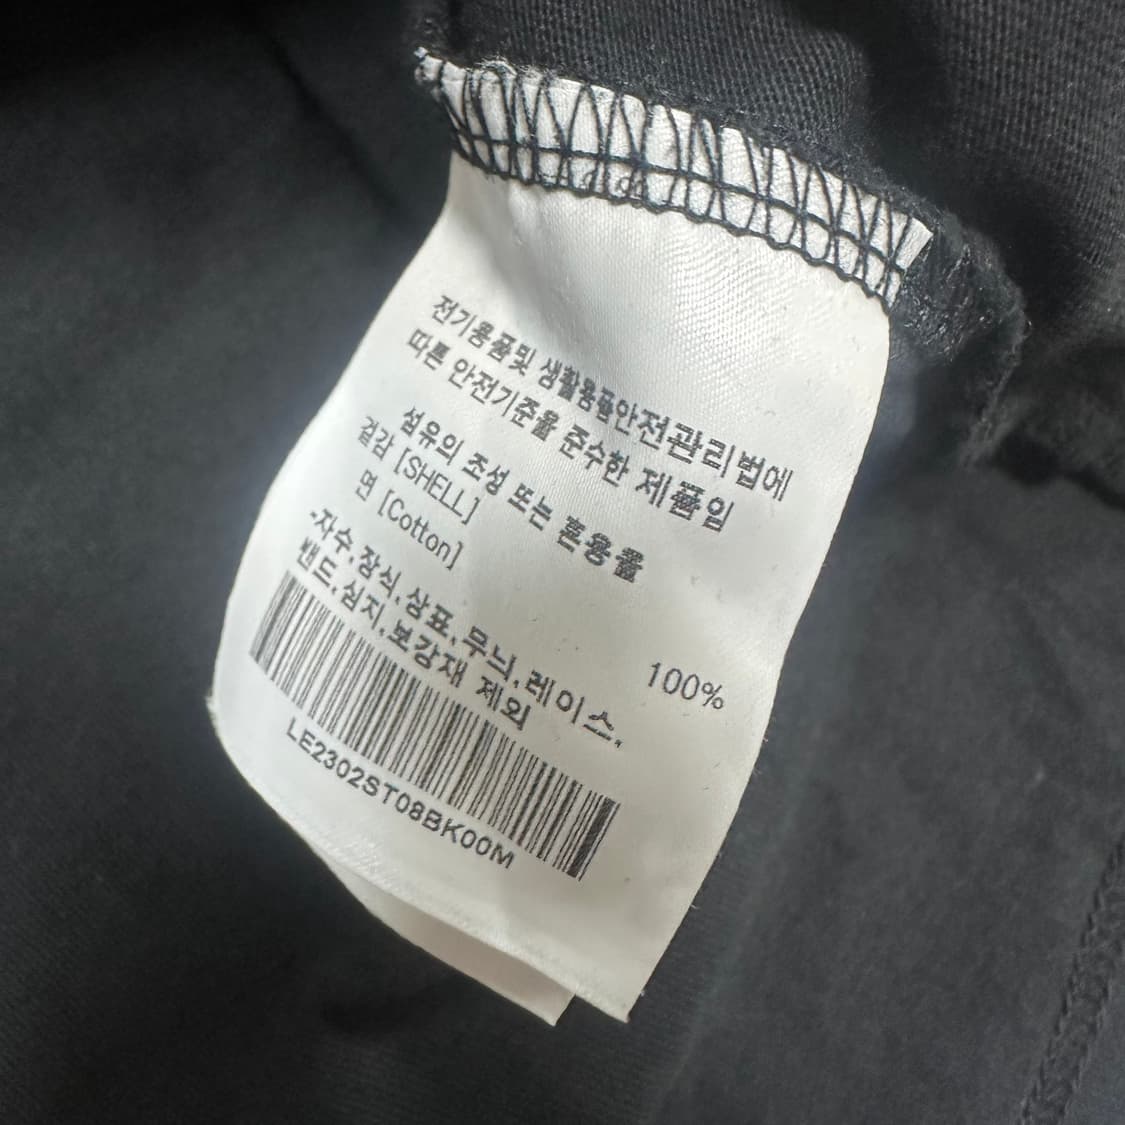 전기용품및 생활용품안전관리법에
따른 안전기준을 준수한 제품임
섬유의 조성 또는 혼용율
겉감 [SHELL]
면 [Cotton] 100%
-자수,장식,상표,무늬,레이스,
밴드,심지,보강재 제외
LE2302ST08BK00M